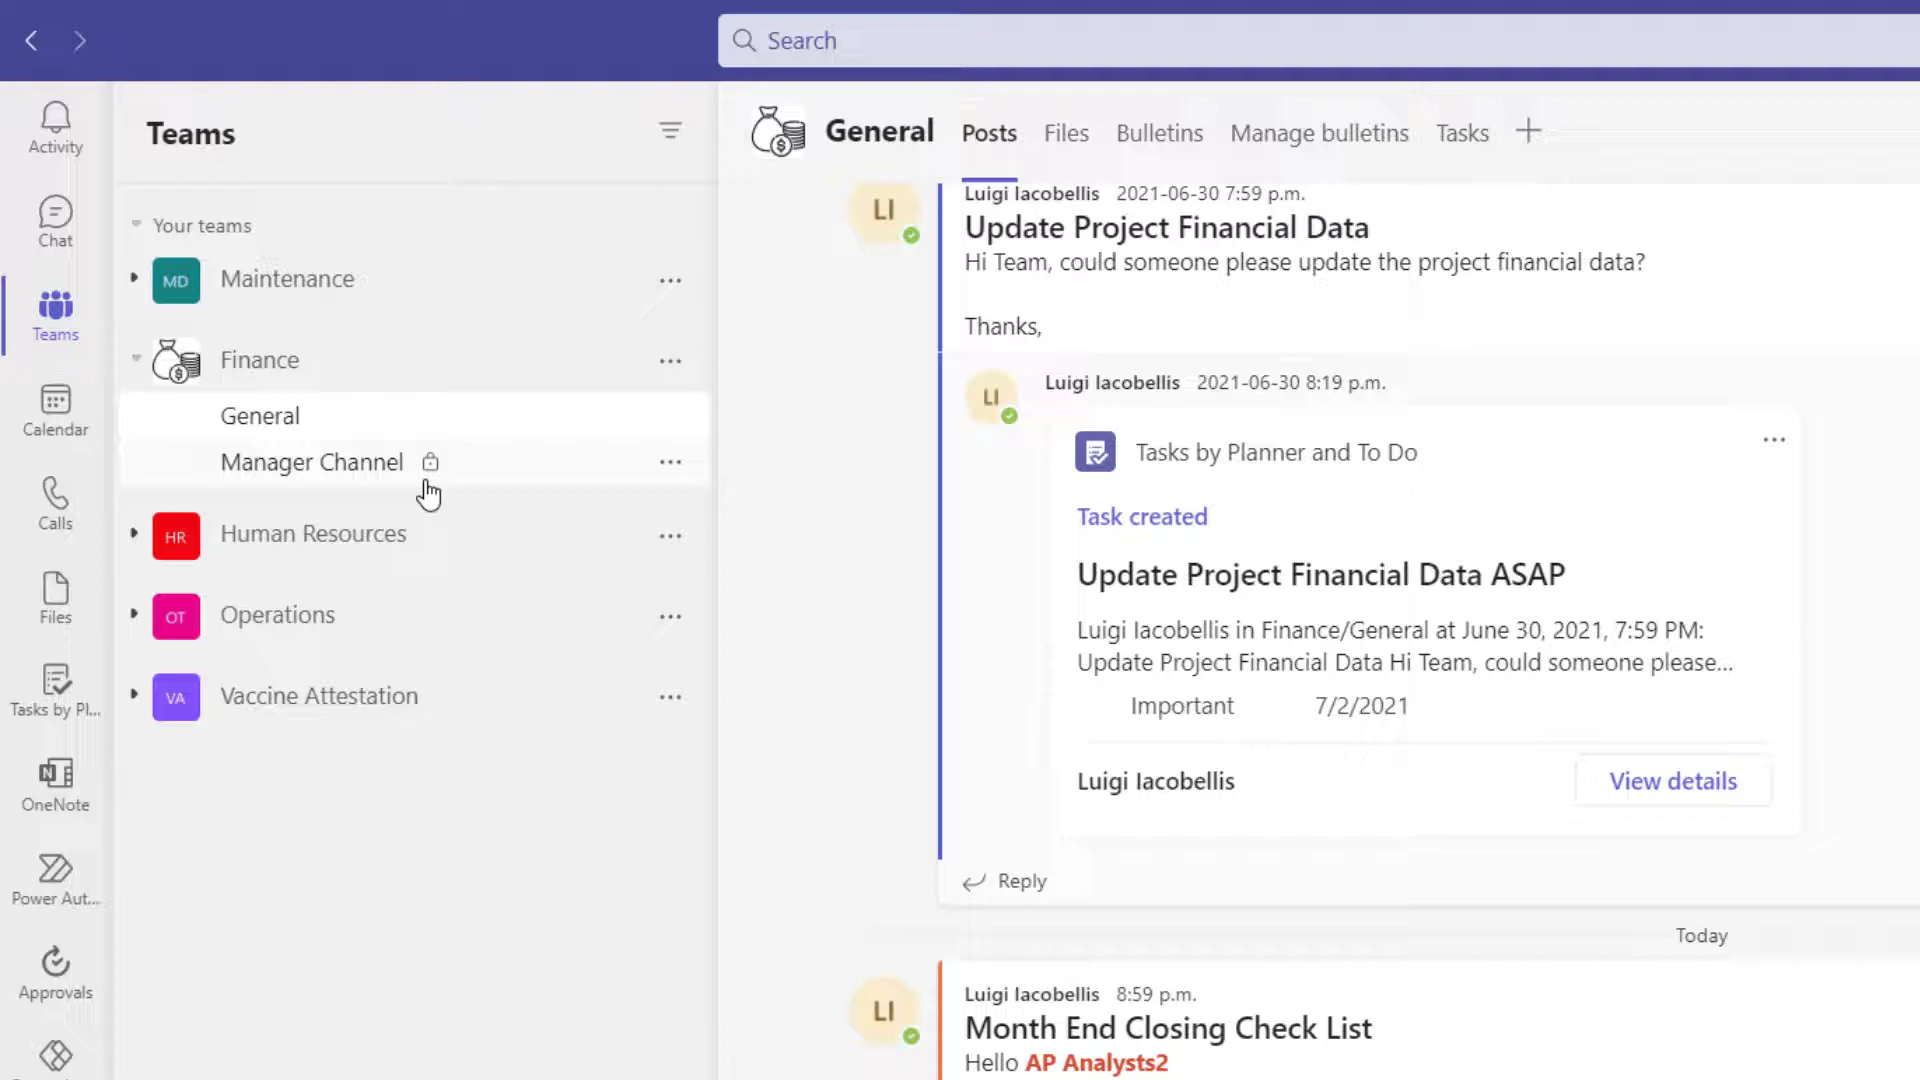 Search
Activity
Chat
Teams
Calendar
Calls
Files
Tasks by Pl...
OneNote
Power Aut...
Approvals
Teams
Your teams
MD Maintenance
Finance
General
Manager Channel
HR Human Resources
OT Operations
VA Vaccine Attestation
General Posts Files Bulletins Manage bulletins Tasks
LI
Luigi Iacobellis 2021-06-30 7:59 p.m.
Update Project Financial Data
Hi Team, could someone please update the project financial data?
Thanks,
LI
Luigi Iacobellis 2021-06-30 8:19 p.m.
Tasks by Planner and To Do
Task created
Update Project Financial Data ASAP
Luigi Iacobellis in Finance/General at June 30, 2021, 7:59 PM:
Update Project Financial Data Hi Team, could someone please...
Important 7/2/2021
Luigi Iacobellis View details
Reply
Today
LI
Luigi Iacobellis 8:59 p.m.
Month End Closing Check List
Hello AP Analysts2